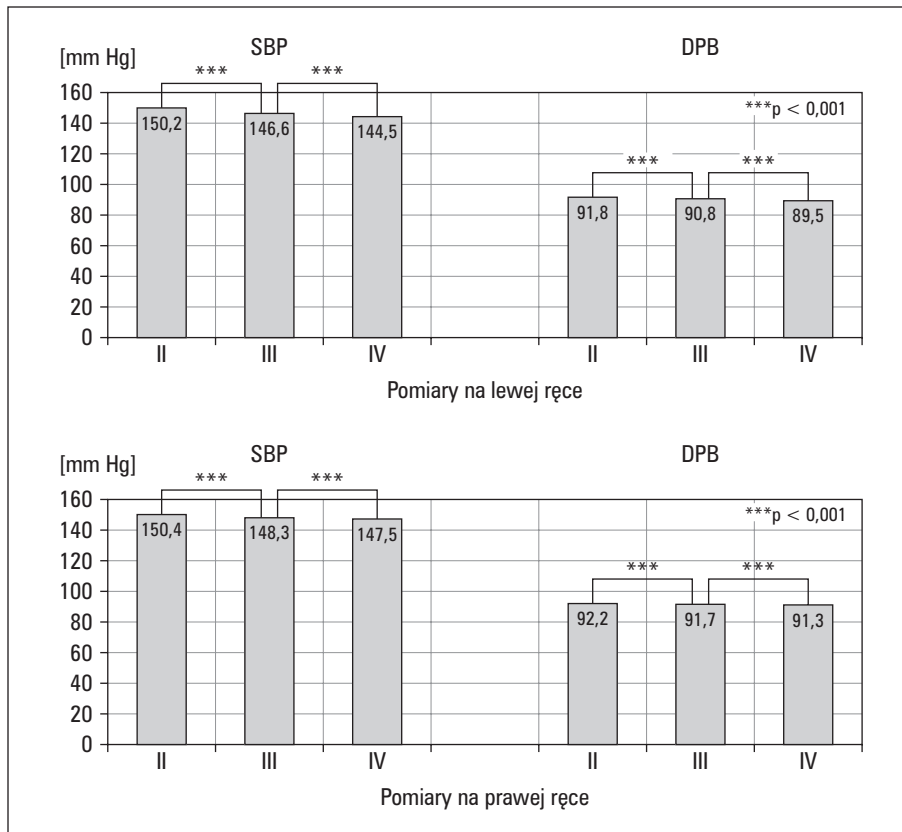 SBP DPB
[mm Hg]
*** ***
***p < 0,001
160
140
120
100
80
60
40
20
0
150,2 146,6 144,5
*** ***
91,8 90,8 89,5
II III IV II III IV
Pomiary na lewej ręce
SBP DPB
[mm Hg]
*** ***
***p < 0,001
160
140
120
100
80
60
40
20
0
150,4 148,3 147,5
*** ***
92,2 91,7 91,3
II III IV II III IV
Pomiary na prawej ręce